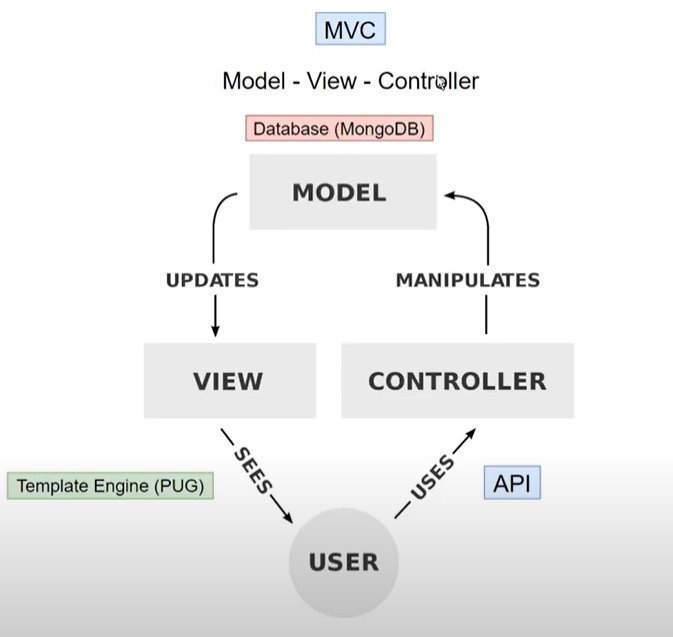 MVC
Model - View - Controller
Database (MongoDB)
MODEL
UPDATES
MANIPULATES
VIEW
CONTROLLER
SEES
USES
Template Engine (PUG)
API
USER